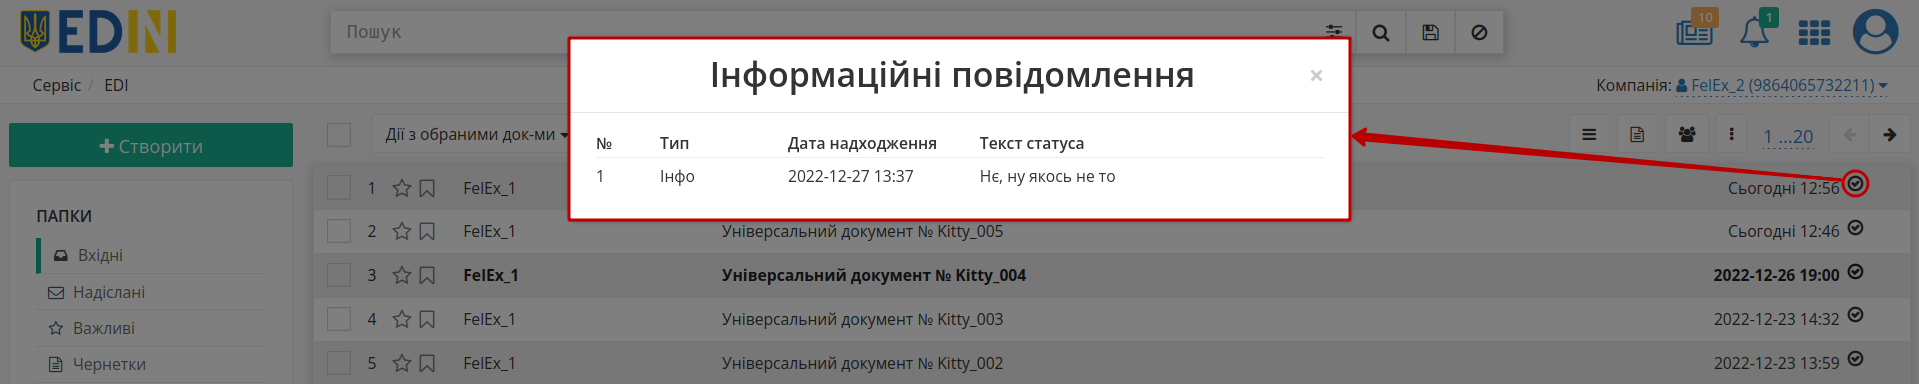 EDIN
Пошук
10
1
Сервіс / EDI
Компанія: FelEx_2 (9864065732211)
Інформаційні повідомлення ×
№ Тип Дата надходження Текст статуса
1 Інфо 2022-12-27 13:37 Нє, ну якось не то
+ Створити
Дії з обраними док-ми
1 ...20
ПАПКИ
Вхідні
Надіслані
Важливі
Чернетки
1 FelEx_1 Сьогодні 12:56
2 FelEx_1 Універсальний документ № Kitty_005 Сьогодні 12:46
3 FelEx_1 Універсальний документ № Kitty_004 2022-12-26 19:00
4 FelEx_1 Універсальний документ № Kitty_003 2022-12-23 14:32
5 FelEx_1 Універсальний документ № Kitty_002 2022-12-23 13:59